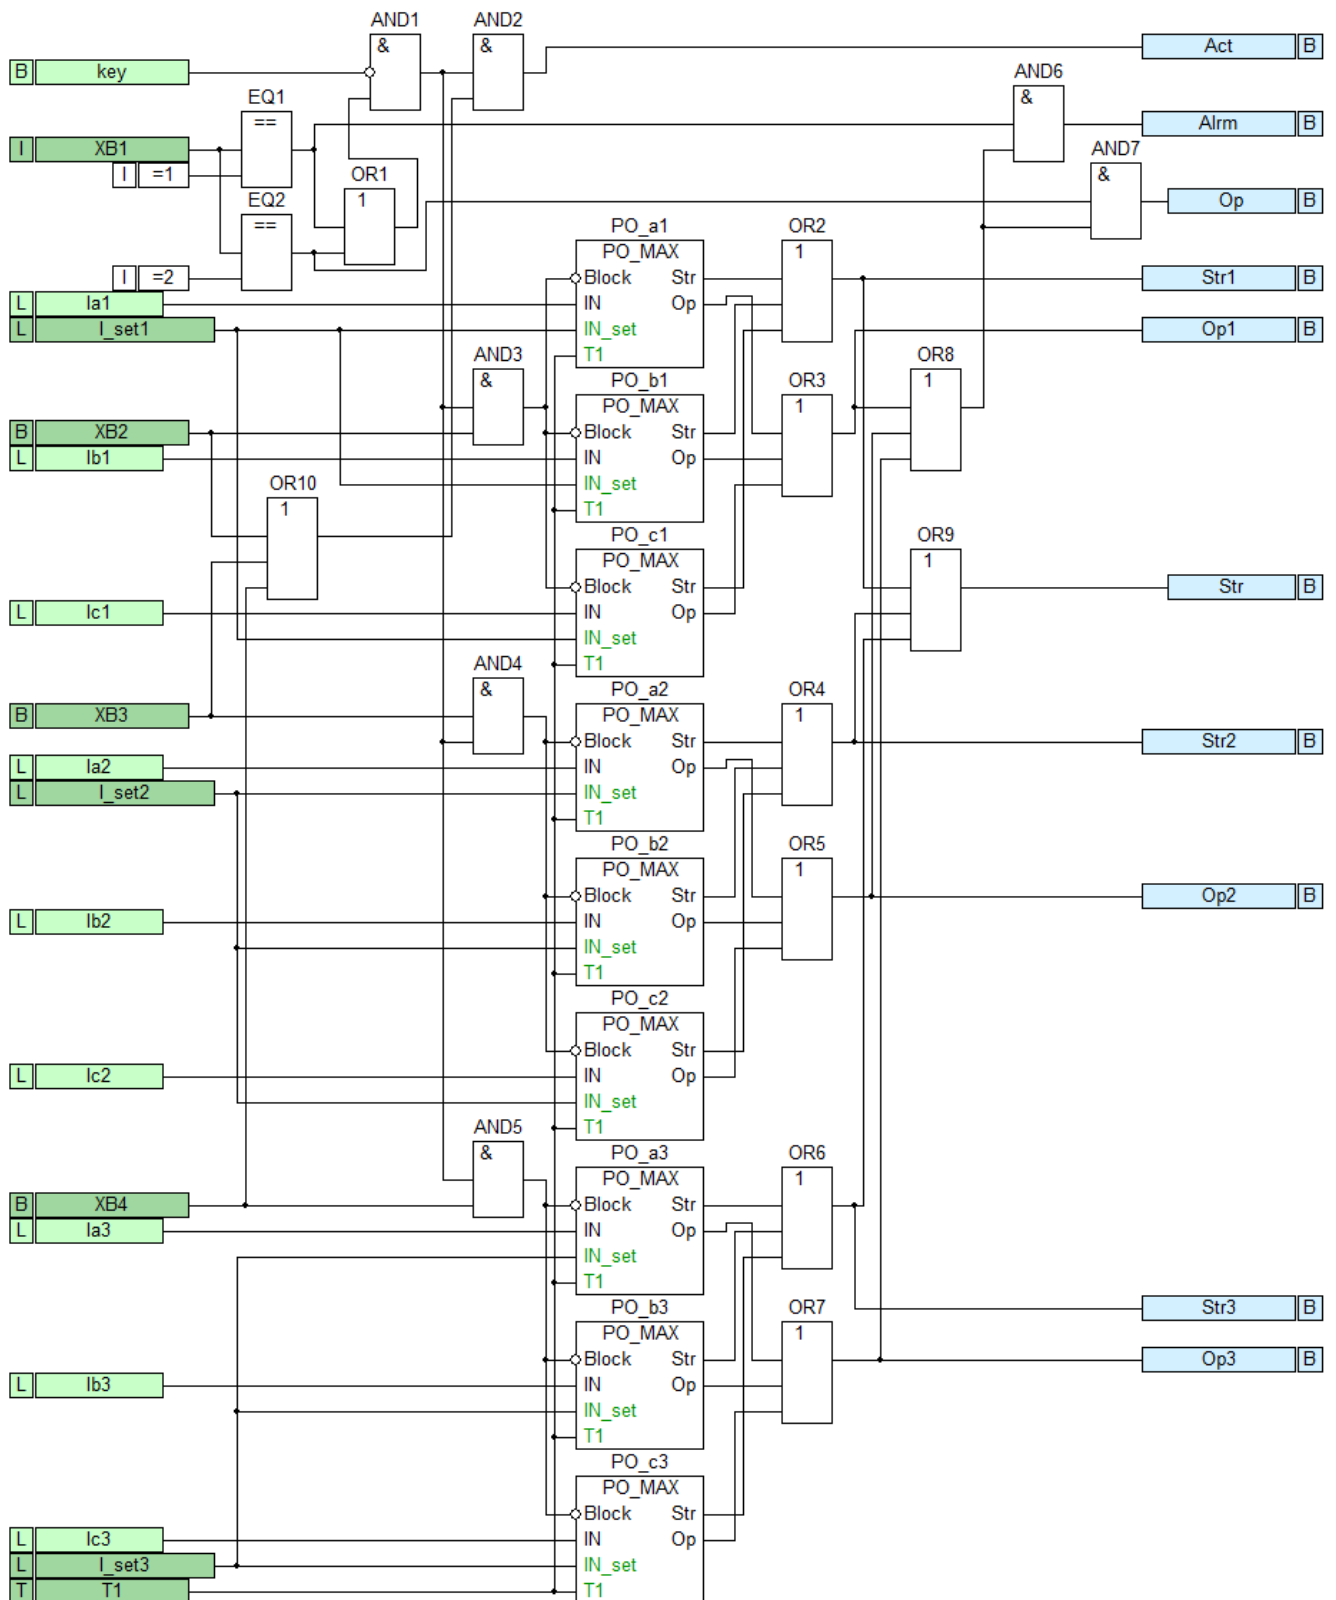 AND1 AND2
& &
Act B
B key
AND6
&
EQ1
==
Alrm B
I XB1
AND7
&
I =1
OR1
1
EQ2
==
Op B
PO_a1 OR2
PO_MAX 1
I =2
Block Str
Str1 B
L Ia1
IN Op
L I_set1
IN_set
Op1 B
T1
AND3
&
PO_b1 OR3
PO_MAX 1
OR8
1
B XB2
Block Str
L Ib1
IN Op
IN_set
OR10
1
T1
PO_c1
PO_MAX
OR9
1
Block Str
Str B
L Ic1
IN Op
IN_set
T1
AND4
&
PO_a2 OR4
PO_MAX 1
B XB3
Block Str
Str2 B
L Ia2
IN Op
L I_set2
IN_set
T1
PO_b2 OR5
PO_MAX 1
Block Str
Op2 B
L Ib2
IN Op
IN_set
T1
PO_c2
PO_MAX
Block Str
L Ic2
IN Op
IN_set
T1
AND5
&
PO_a3 OR6
PO_MAX 1
B XB4
Block Str
L Ia3
IN Op
IN_set
T1
PO_b3 OR7
Str3 B
PO_MAX 1
Block Str
Op3 B
L Ib3
IN Op
IN_set
T1
PO_c3
PO_MAX
Block Str
L Ic3
IN Op
L I_set3
IN_set
T T1
T1